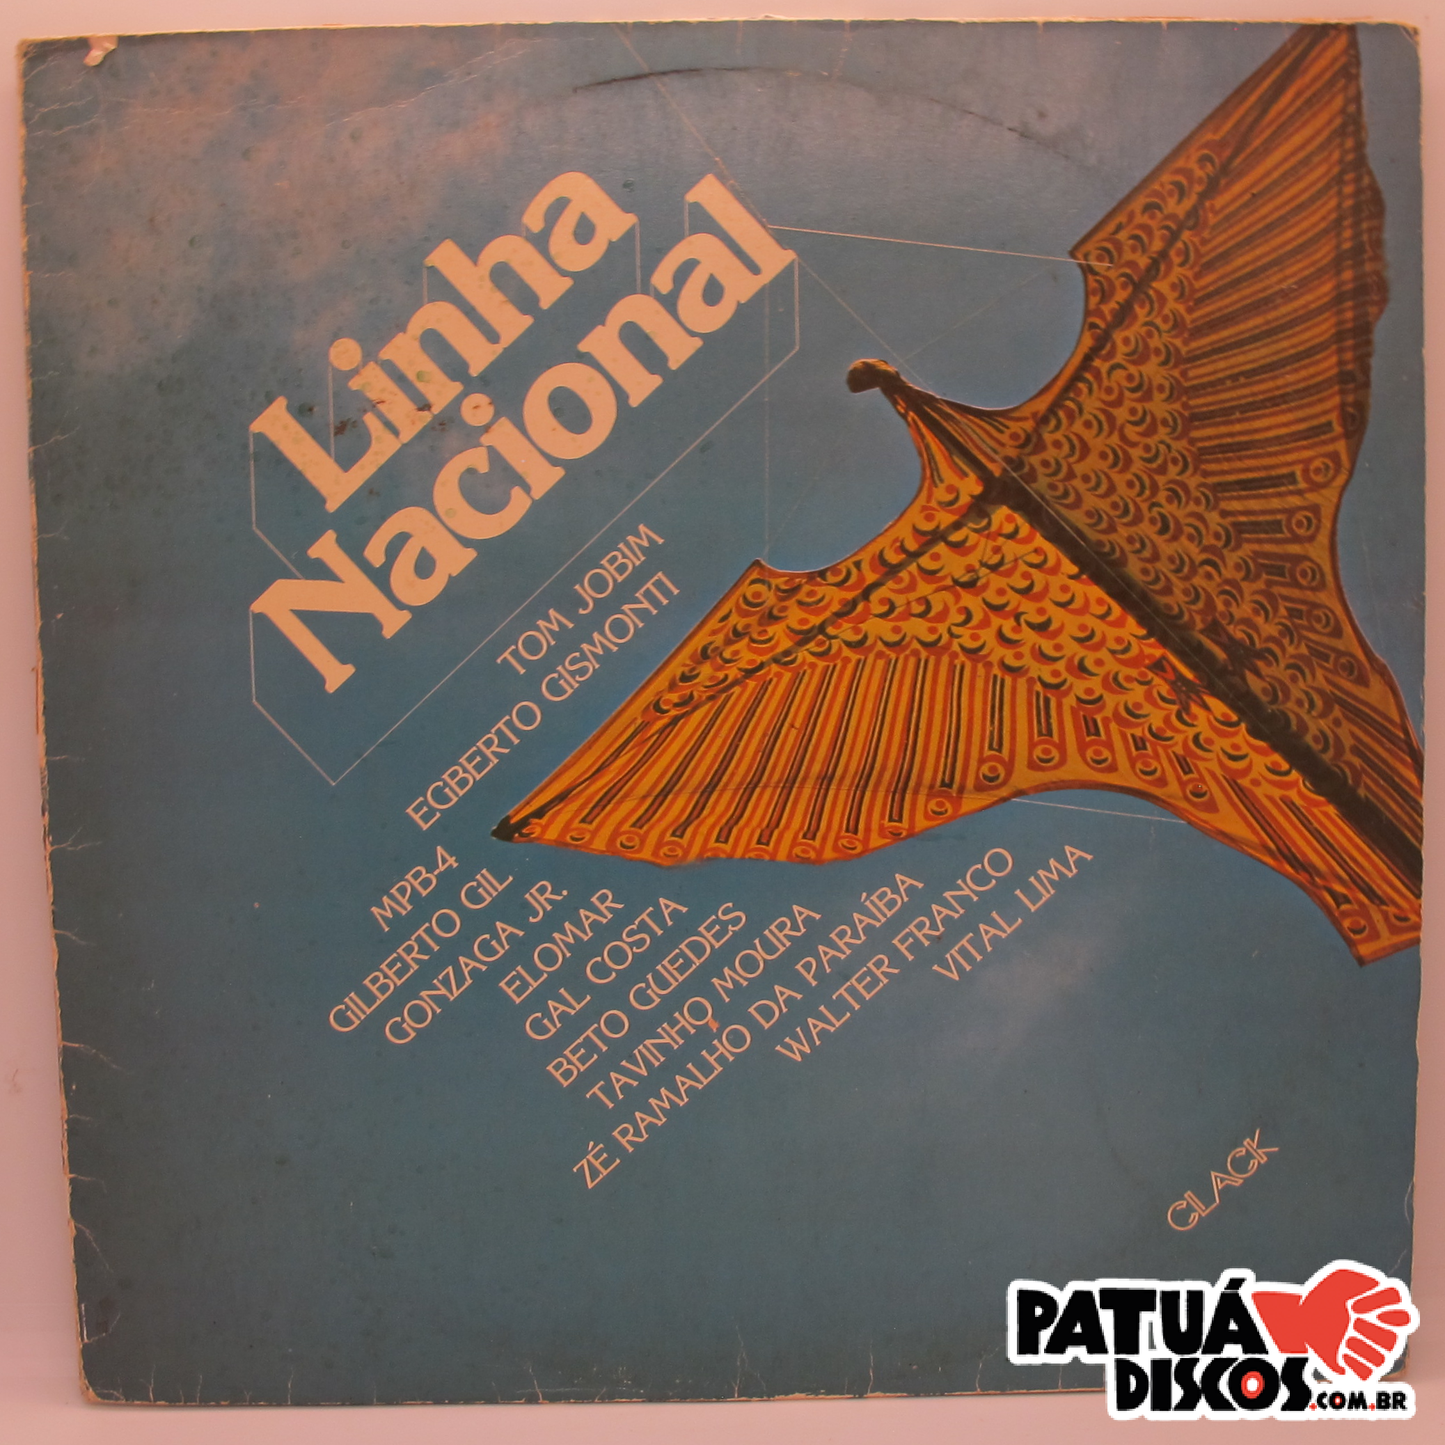 Linha
Nacional
TOM JOBIM
EGBERTO GISMONTI
MPB-4
GILBERTO GIL
GONZAGA JR.
ELOMAR
GAL COSTA
BETO GUEDES
TAVINHO MOURA
ZÉ RAMALHO DA PARAÍBA
WALTER FRANCO
VITAL LIMA
CLACK
PATUÁ
DISCOS.COM.BR